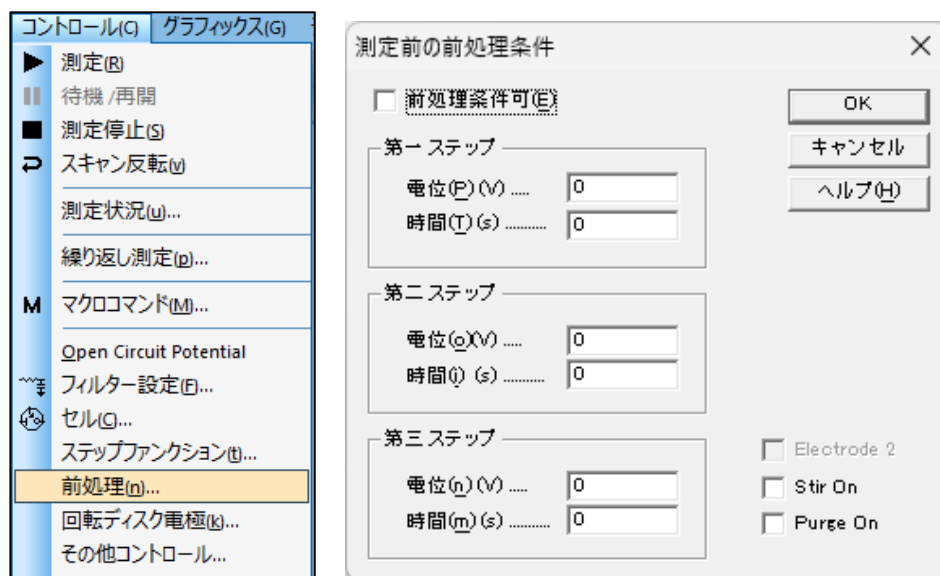 コントロール(C) グラフィックス(G)
測定(R)
待機 /再開
測定停止(S)
スキャン反転(v)
測定状況(u)...
繰り返し測定(p)...
M マクロコマンド(M)...
Open Circuit Potential
フィルター設定(F)...
セル(C)...
ステップファンクション(t)...
前処理(n)...
回転ディスク電極(k)...
その他コントロール...
測定前の前処理条件
前処理条件可(E)
OK
キャンセル
ヘルプ(H)
第一 ステップ
電位(P)(V) .....
0
時間(T)(s) ..........
0
第二 ステップ
電位(o)(V) .....
0
時間(i) (s) ..........
0
第三 ステップ
電位(n)(V) .....
0
時間(m)(s) ..........
0
Electrode 2
Stir On
Purge On